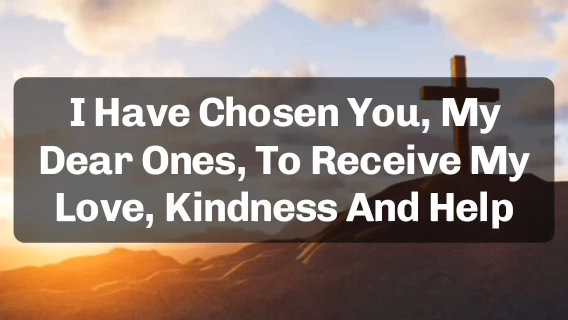 I Have Chosen You, My
Dear Ones, To Receive My
Love, Kindness And Help